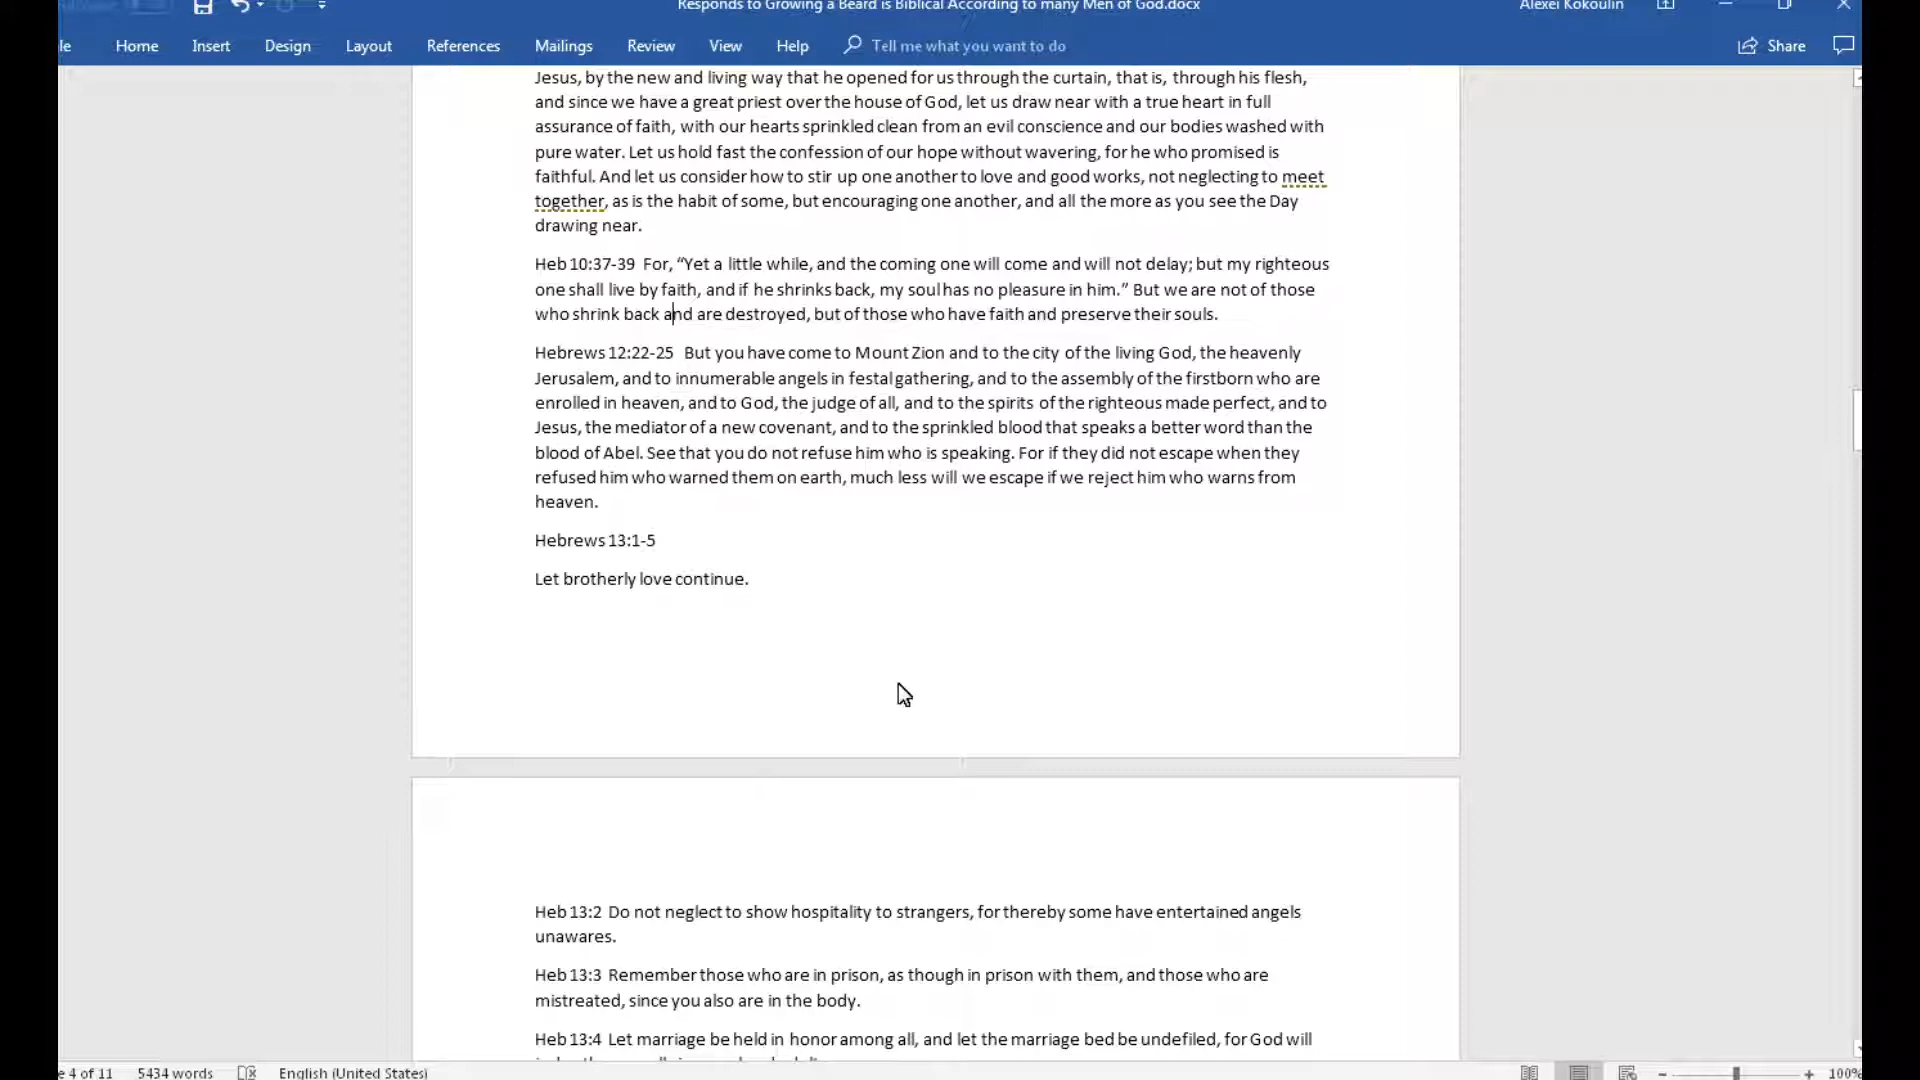 Responds to Growing a Beard is Biblical According to many Men of God.docx
Alexei Kokoulin
le Home Insert Design Layout References Mailings Review View Help Tell me what you want to do Share
Jesus, by the new and living way that he opened for us through the curtain, that is, through his flesh,
and since we have a great priest over the house of God, let us draw near with a true heart in full
assurance of faith, with our hearts sprinkled clean from an evil conscience and our bodies washed with
pure water. Let us hold fast the confession of our hope without wavering, for he who promised is
faithful. And let us consider how to stir up one another to love and good works, not neglecting to meet
together, as is the habit of some, but encouraging one another, and all the more as you see the Day
drawing near.
Heb 10:37-39 For, “Yet a little while, and the coming one will come and will not delay; but my righteous
one shall live by faith, and if he shrinks back, my soul has no pleasure in him.” But we are not of those
who shrink back and are destroyed, but of those who have faith and preserve their souls.
Hebrews 12:22-25 But you have come to Mount Zion and to the city of the living God, the heavenly
Jerusalem, and to innumerable angels in festal gathering, and to the assembly of the firstborn who are
enrolled in heaven, and to God, the judge of all, and to the spirits of the righteous made perfect, and to
Jesus, the mediator of a new covenant, and to the sprinkled blood that speaks a better word than the
blood of Abel. See that you do not refuse him who is speaking. For if they did not escape when they
refused him who warned them on earth, much less will we escape if we reject him who warns from
heaven.
Hebrews 13:1-5
Let brotherly love continue.
Heb 13:2 Do not neglect to show hospitality to strangers, for thereby some have entertained angels
unawares.
Heb 13:3 Remember those who are in prison, as though in prison with them, and those who are
mistreated, since you also are in the body.
Heb 13:4 Let marriage be held in honor among all, and let the marriage bed be undefiled, for God will
e 4 of 11 5434 words English (United States) 100%